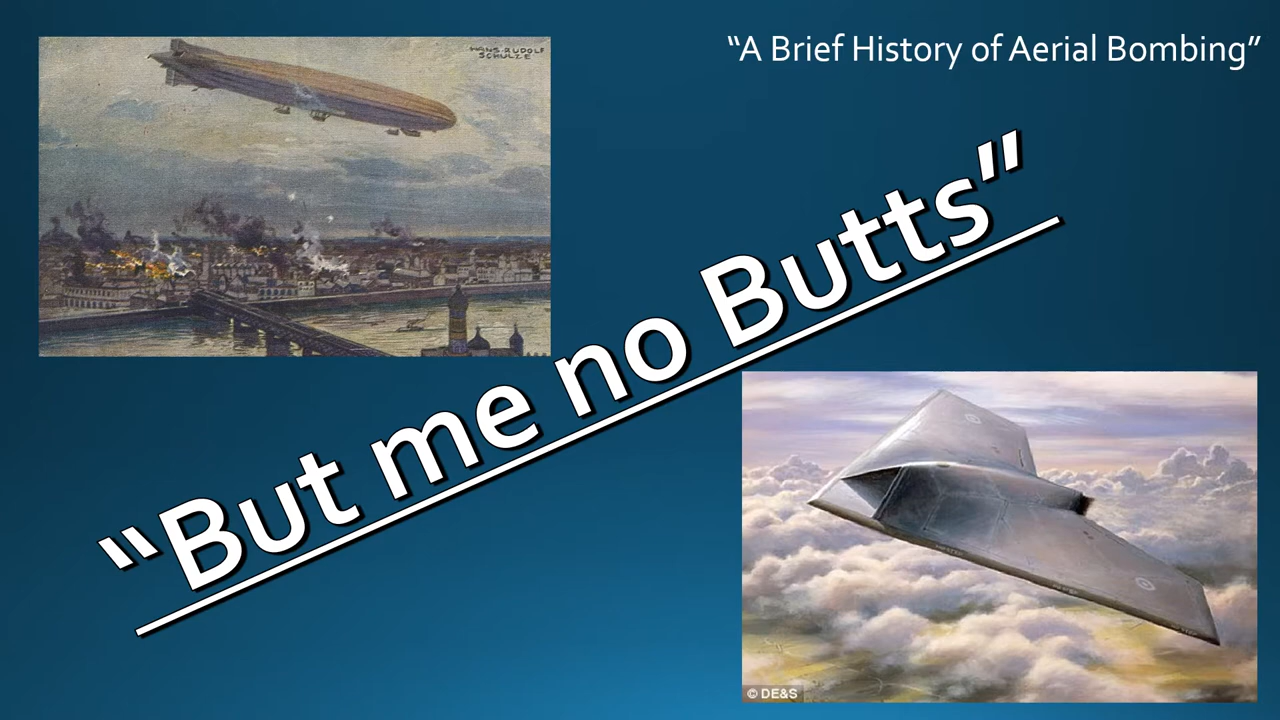 HANS RUDOLF
SCHULZE
“A Brief History of Aerial Bombing”
“But me no Butts”
© DE&S